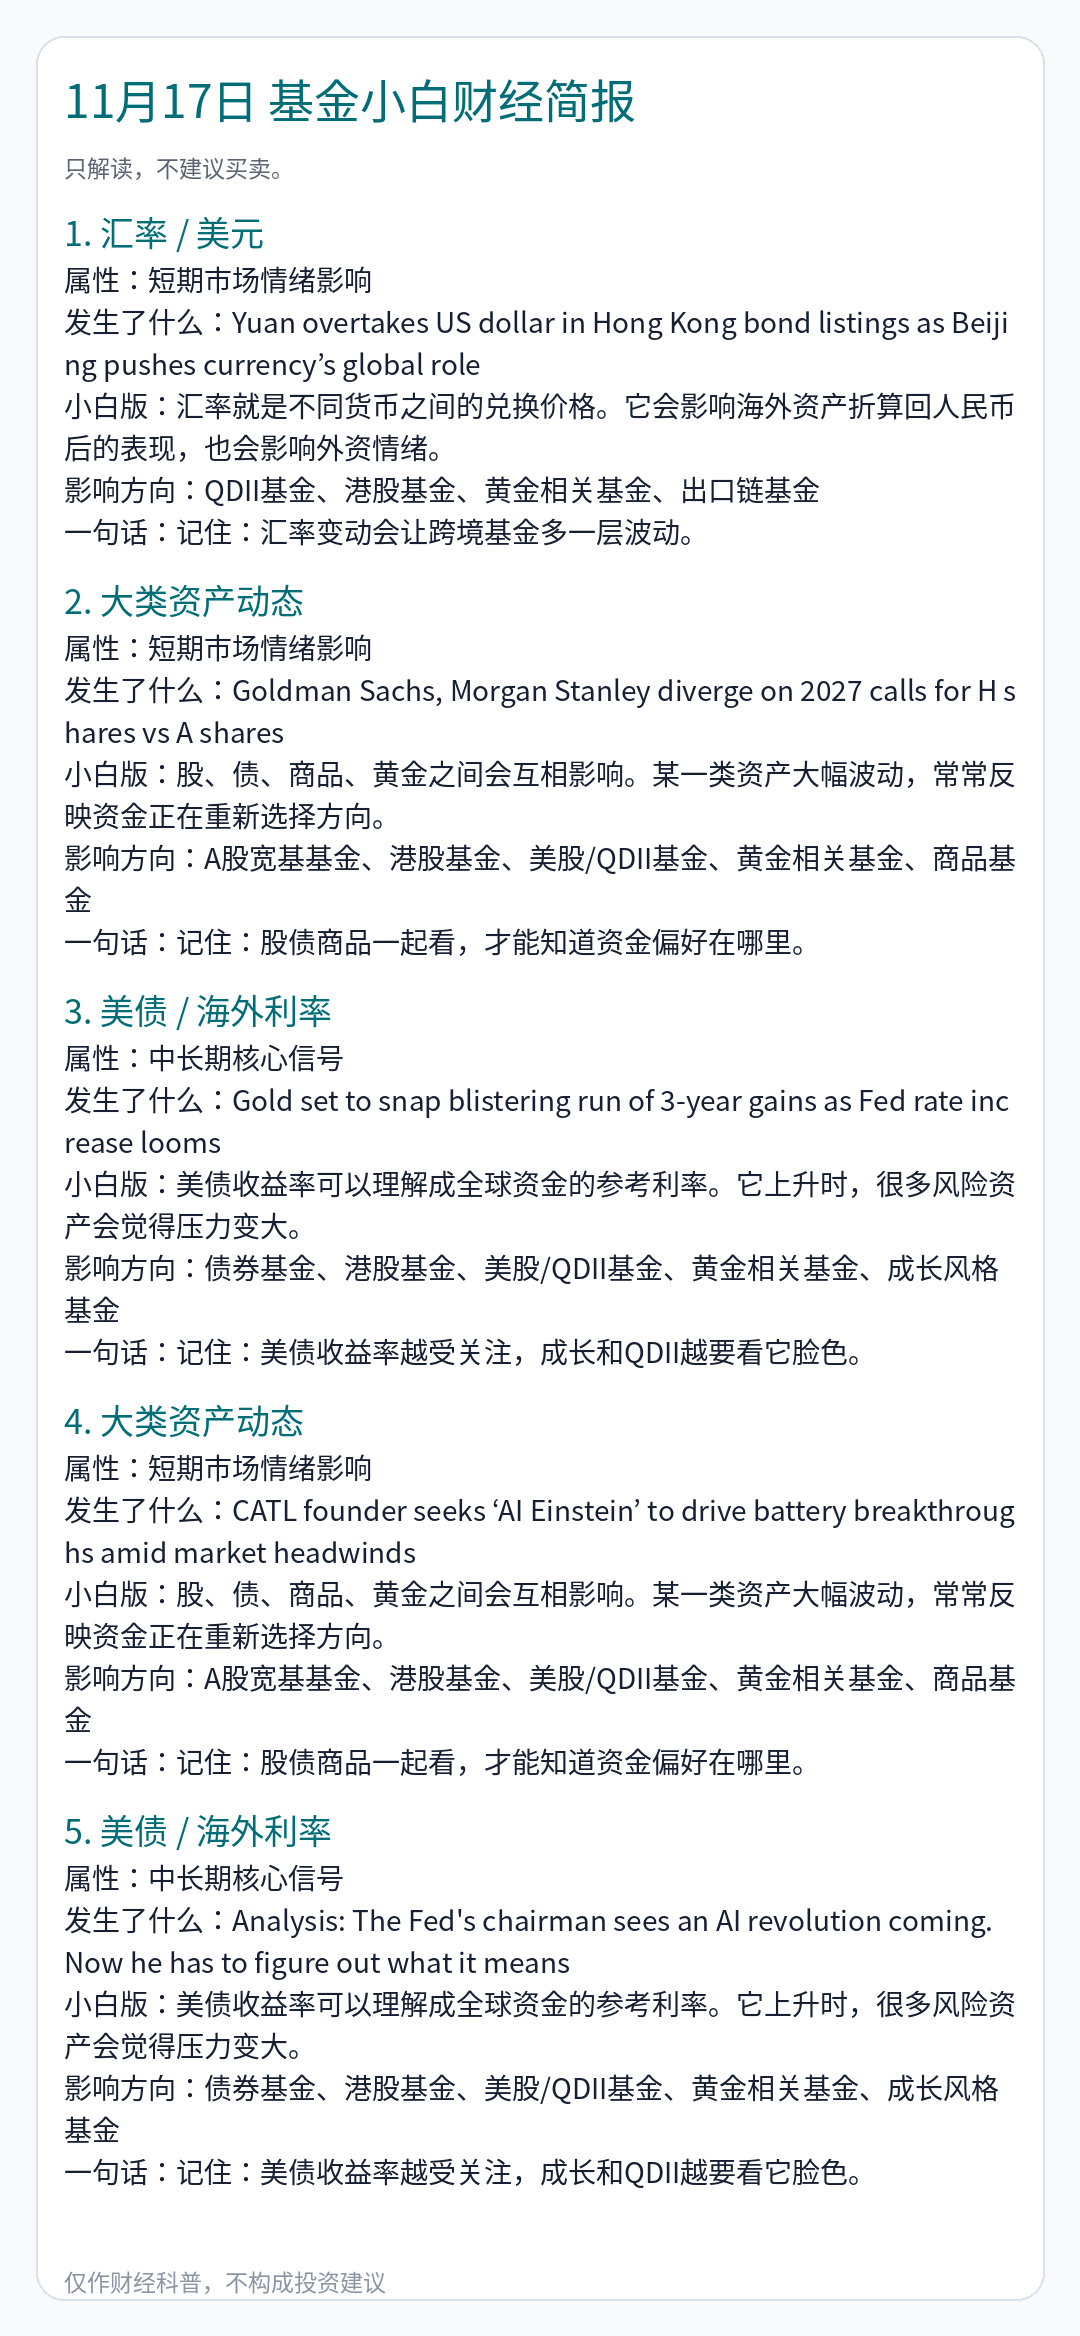 11月17日 基金小白财经简报
只解读，不建议买卖。
1. 汇率 / 美元
属性：短期市场情绪影响
发生了什么：Yuan overtakes US dollar in Hong Kong bond listings as Beiji
ng pushes currency’s global role
小白版：汇率就是不同货币之间的兑换价格。它会影响海外资产折算回人民币
后的表现，也会影响外资情绪。
影响方向：QDII基金、港股基金、黄金相关基金、出口链基金
一句话：记住：汇率变动会让跨境基金多一层波动。
2. 大类资产动态
属性：短期市场情绪影响
发生了什么：Goldman Sachs, Morgan Stanley diverge on 2027 calls for H s
hares vs A shares
小白版：股、债、商品、黄金之间会互相影响。某一类资产大幅波动，常常反
映资金正在重新选择方向。
影响方向：A股宽基基金、港股基金、美股/QDII基金、黄金相关基金、商品基
金
一句话：记住：股债商品一起看，才能知道资金偏好在哪里。
3. 美债 / 海外利率
属性：中长期核心信号
发生了什么：Gold set to snap blistering run of 3-year gains as Fed rate inc
rease looms
小白版：美债收益率可以理解成全球资金的参考利率。它上升时，很多风险资
产会觉得压力变大。
影响方向：债券基金、港股基金、美股/QDII基金、黄金相关基金、成长风格
基金
一句话：记住：美债收益率越受关注，成长和QDII越要看它脸色。
4. 大类资产动态
属性：短期市场情绪影响
发生了什么：CATL founder seeks ‘AI Einstein’ to drive battery breakthroug
hs amid market headwinds
小白版：股、债、商品、黄金之间会互相影响。某一类资产大幅波动，常常反
映资金正在重新选择方向。
影响方向：A股宽基基金、港股基金、美股/QDII基金、黄金相关基金、商品基
金
一句话：记住：股债商品一起看，才能知道资金偏好在哪里。
5. 美债 / 海外利率
属性：中长期核心信号
发生了什么：Analysis: The Fed's chairman sees an AI revolution coming.
Now he has to figure out what it means
小白版：美债收益率可以理解成全球资金的参考利率。它上升时，很多风险资
产会觉得压力变大。
影响方向：债券基金、港股基金、美股/QDII基金、黄金相关基金、成长风格
基金
一句话：记住：美债收益率越受关注，成长和QDII越要看它脸色。
仅作财经科普，不构成投资建议